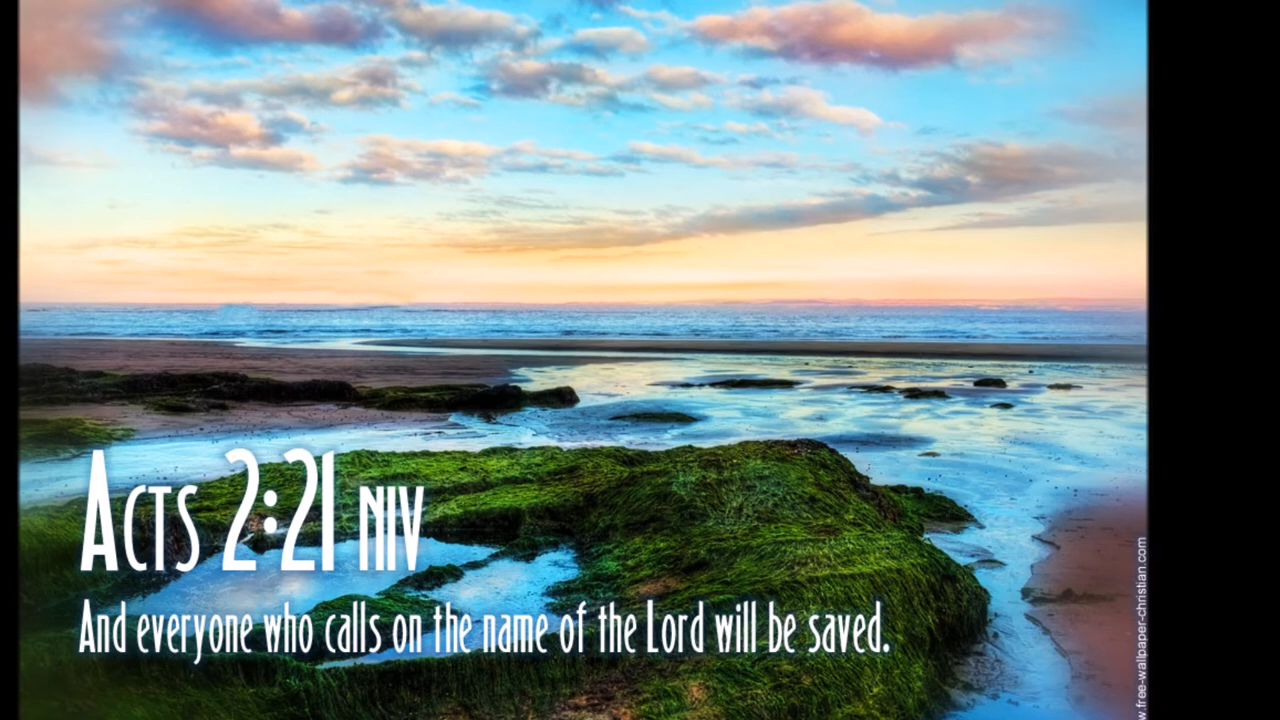 Acts 2:21 NIV
And everyone who calls on the name of the Lord will be saved.
w.free-wallpaper-christian.com